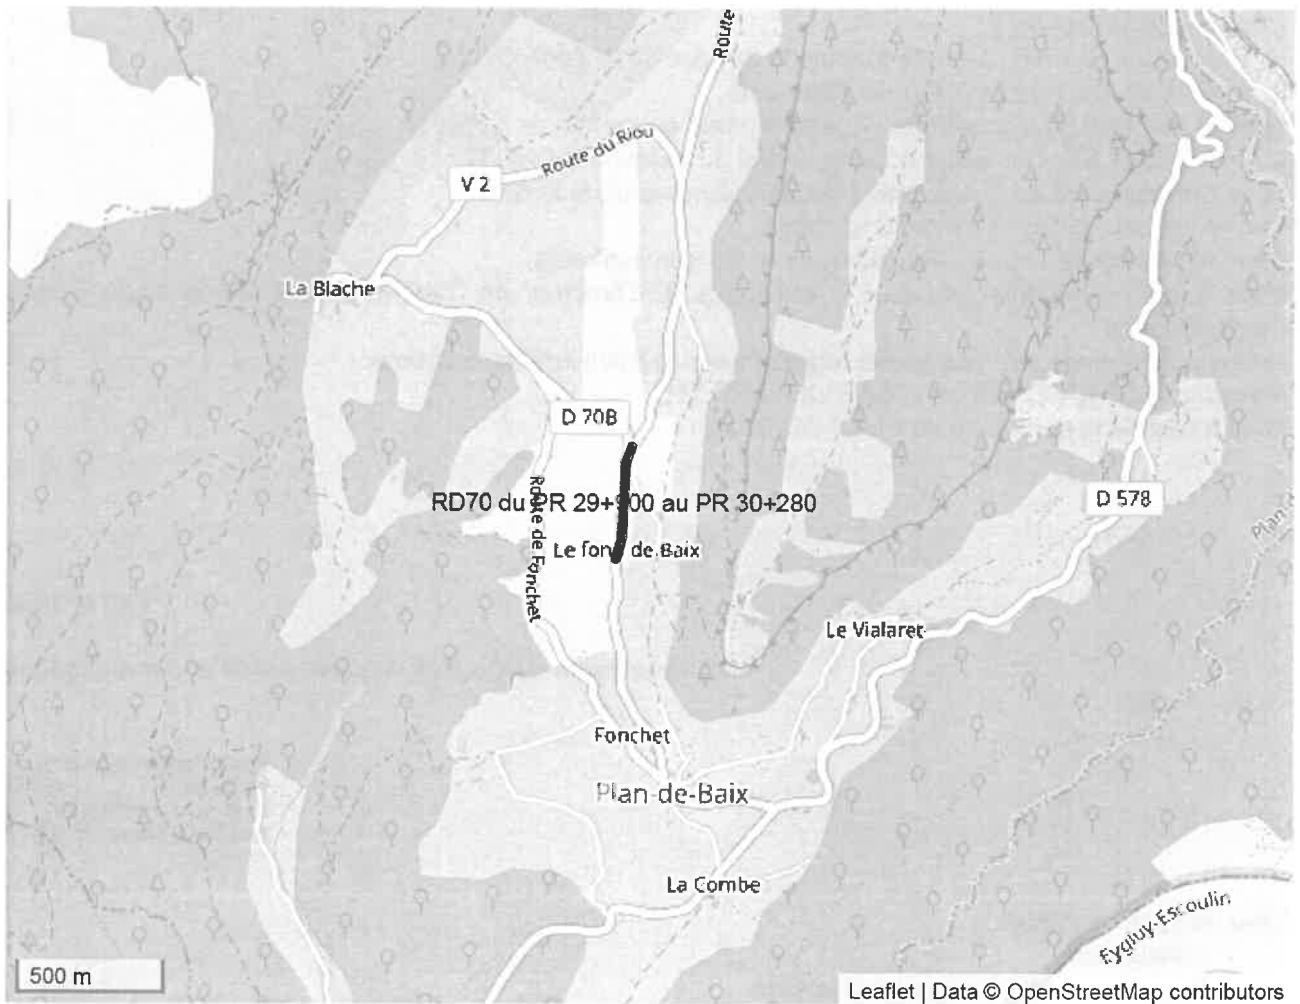 Route
Route du Riou
V 2
La Blache
D 70B
RD70 du PR 29+900 au PR 30+280
D 578
Route de Fonchet
Le fond de Baix
Plan
Le Vialaret
Fonchet
Plan-de-Baix
La Combe
Eygluy-Escoulin
500 m
Leaflet | Data © OpenStreetMap contributors